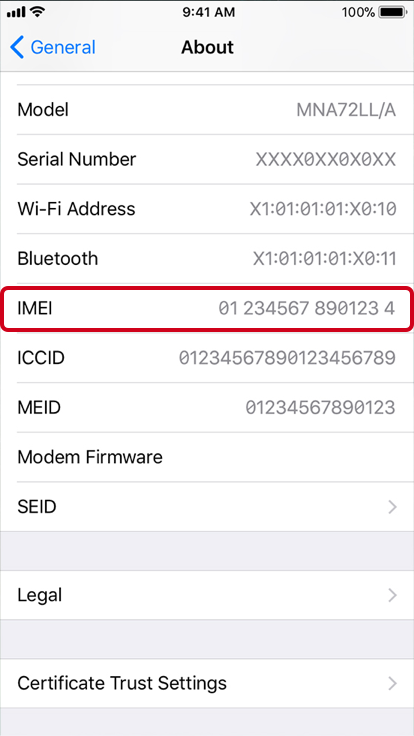 9:41 AM 100%
General About
Model MNA72LL/A
Serial Number XXXX0XX0X0XX
Wi-Fi Address X1:01:01:01:X0:10
Bluetooth X1:01:01:01:X0:11
IMEI 01 234567 890123 4
ICCID 01234567890123456789
MEID 01234567890123
Modem Firmware
SEID
Legal
Certificate Trust Settings